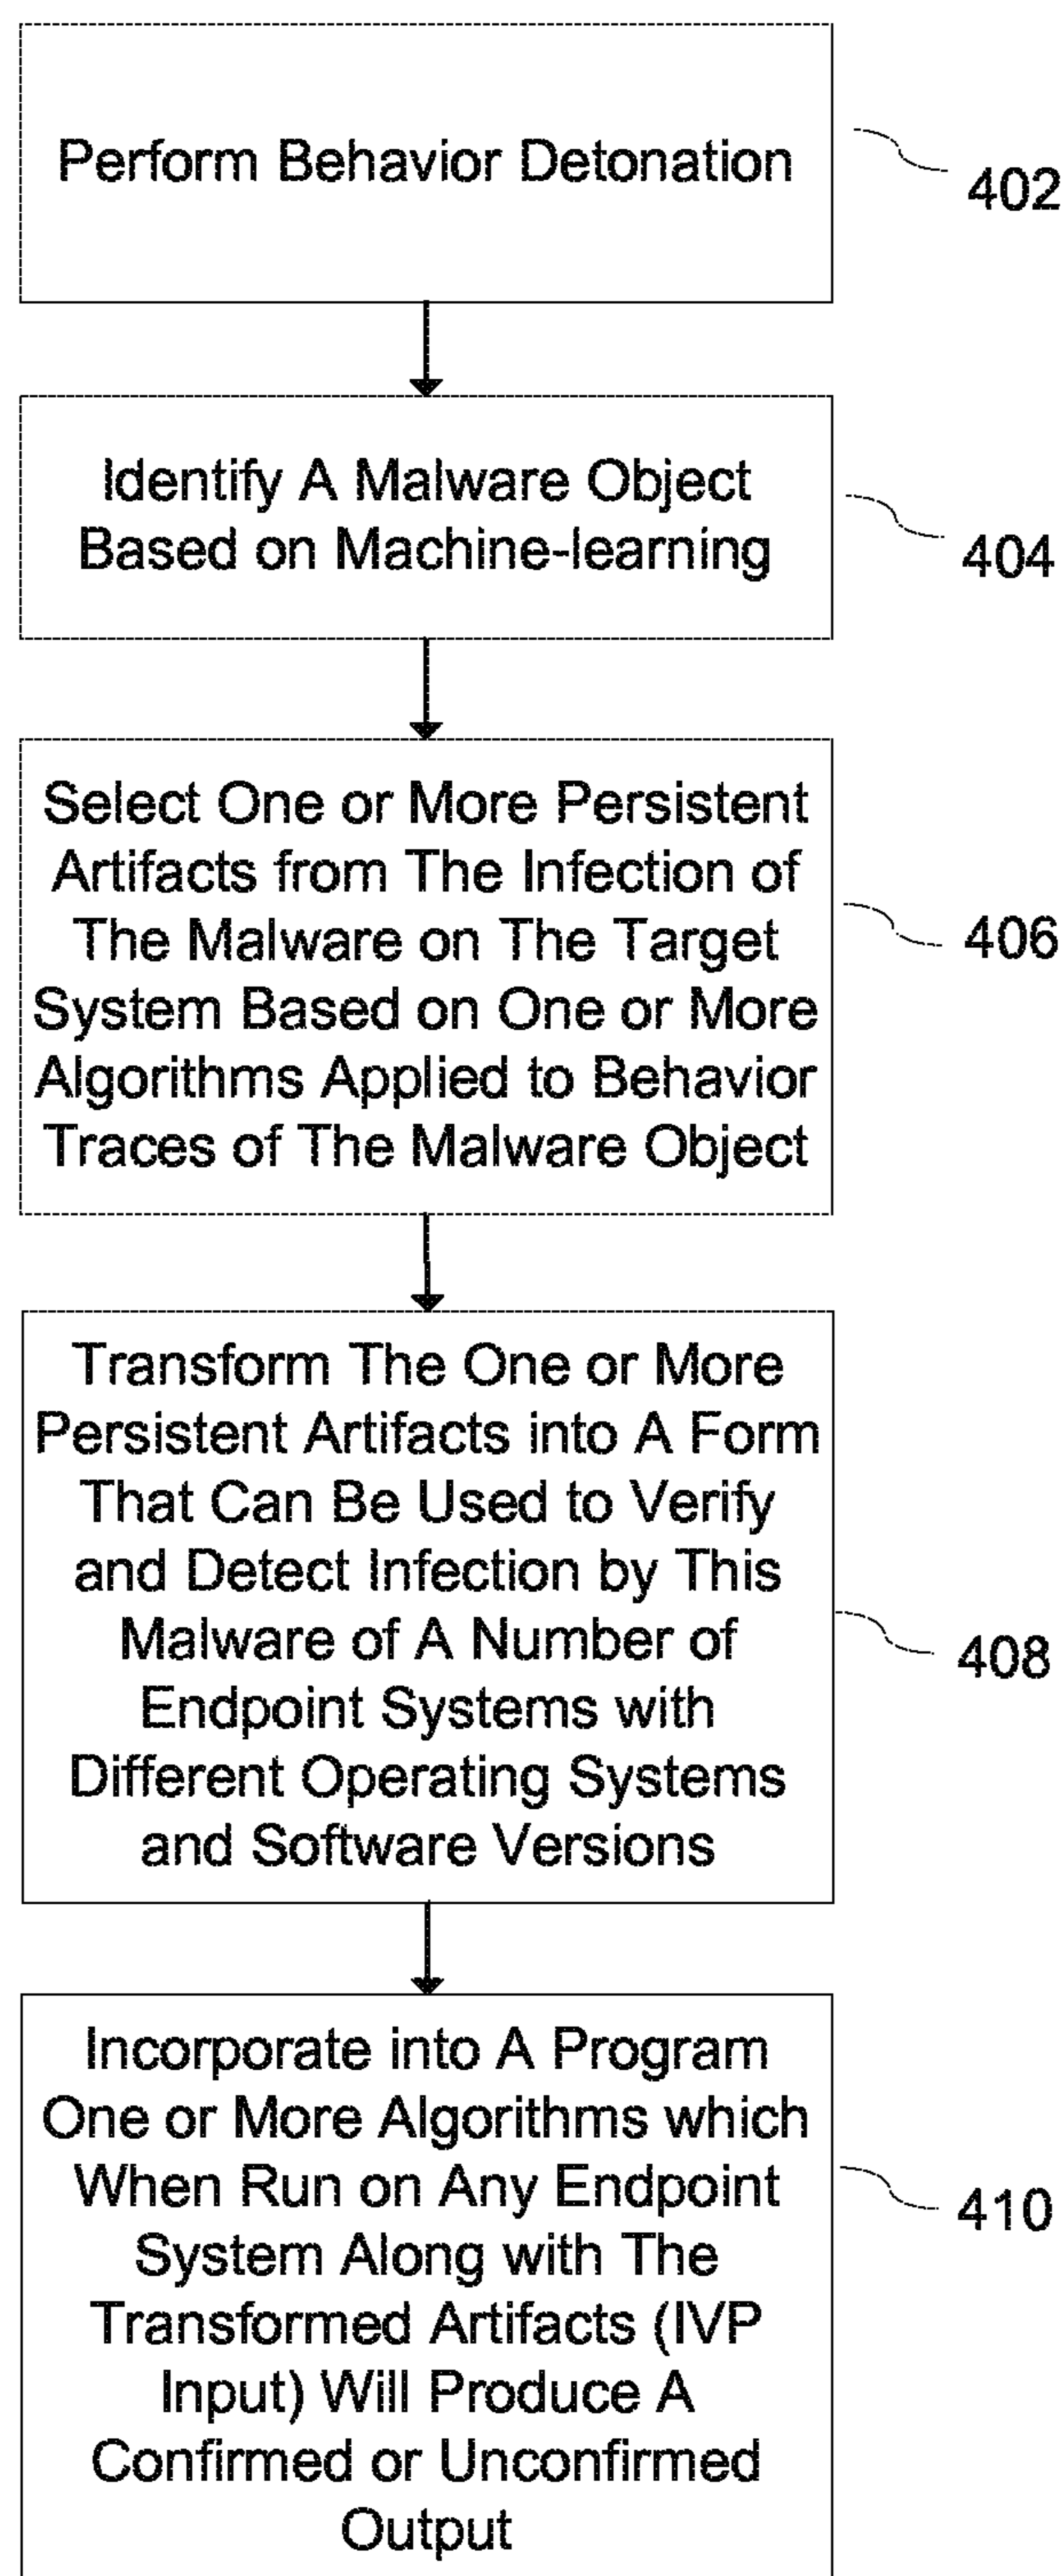 Perform Behavior Detonation
402
Identify A Malware Object
Based on Machine-learning
404
Select One or More Persistent
Artifacts from The Infection of
The Malware on The Target
System Based on One or More
Algorithms Applied to Behavior
Traces of The Malware Object
406
Transform The One or More
Persistent Artifacts into A Form
That Can Be Used to Verify
and Detect Infection by This
Malware of A Number of
Endpoint Systems with
Different Operating Systems
and Software Versions
408
Incorporate into A Program
One or More Algorithms which
When Run on Any Endpoint
System Along with The
Transformed Artifacts (IVP
Input) Will Produce A
Confirmed or Unconfirmed
Output
410